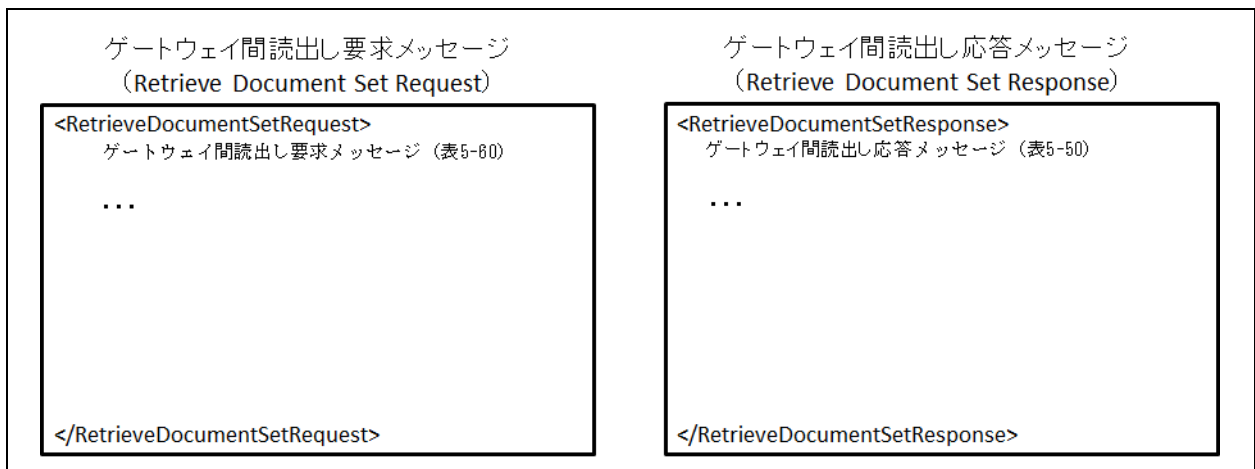 ゲートウェイ間読出し要求メッセージ
（Retrieve Document Set Request）
<RetrieveDocumentSetRequest>
ゲートウェイ間読出し要求メッセージ（表5-60）
・・・
</RetrieveDocumentSetRequest>
ゲートウェイ間読出し応答メッセージ
（Retrieve Document Set Response）
<RetrieveDocumentSetResponse>
ゲートウェイ間読出し応答メッセージ（表5-50）
・・・
</RetrieveDocumentSetResponse>